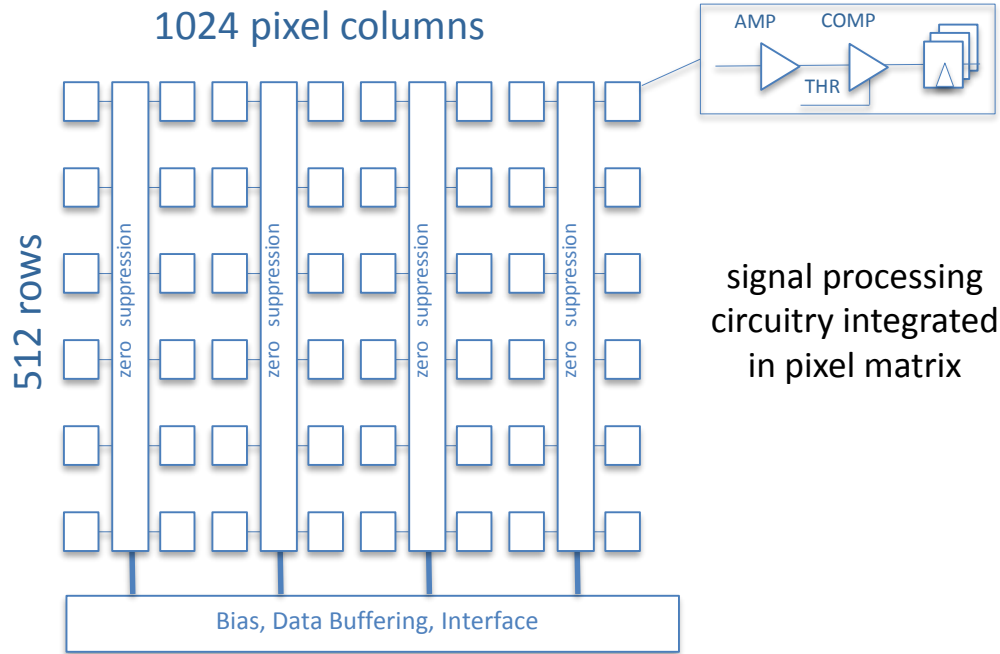 1024 pixel columns
AMP
COMP
THR
512 rows
zero suppression
zero suppression
zero suppression
zero suppression
signal processing
circuitry integrated
in pixel matrix
Bias, Data Buffering, Interface